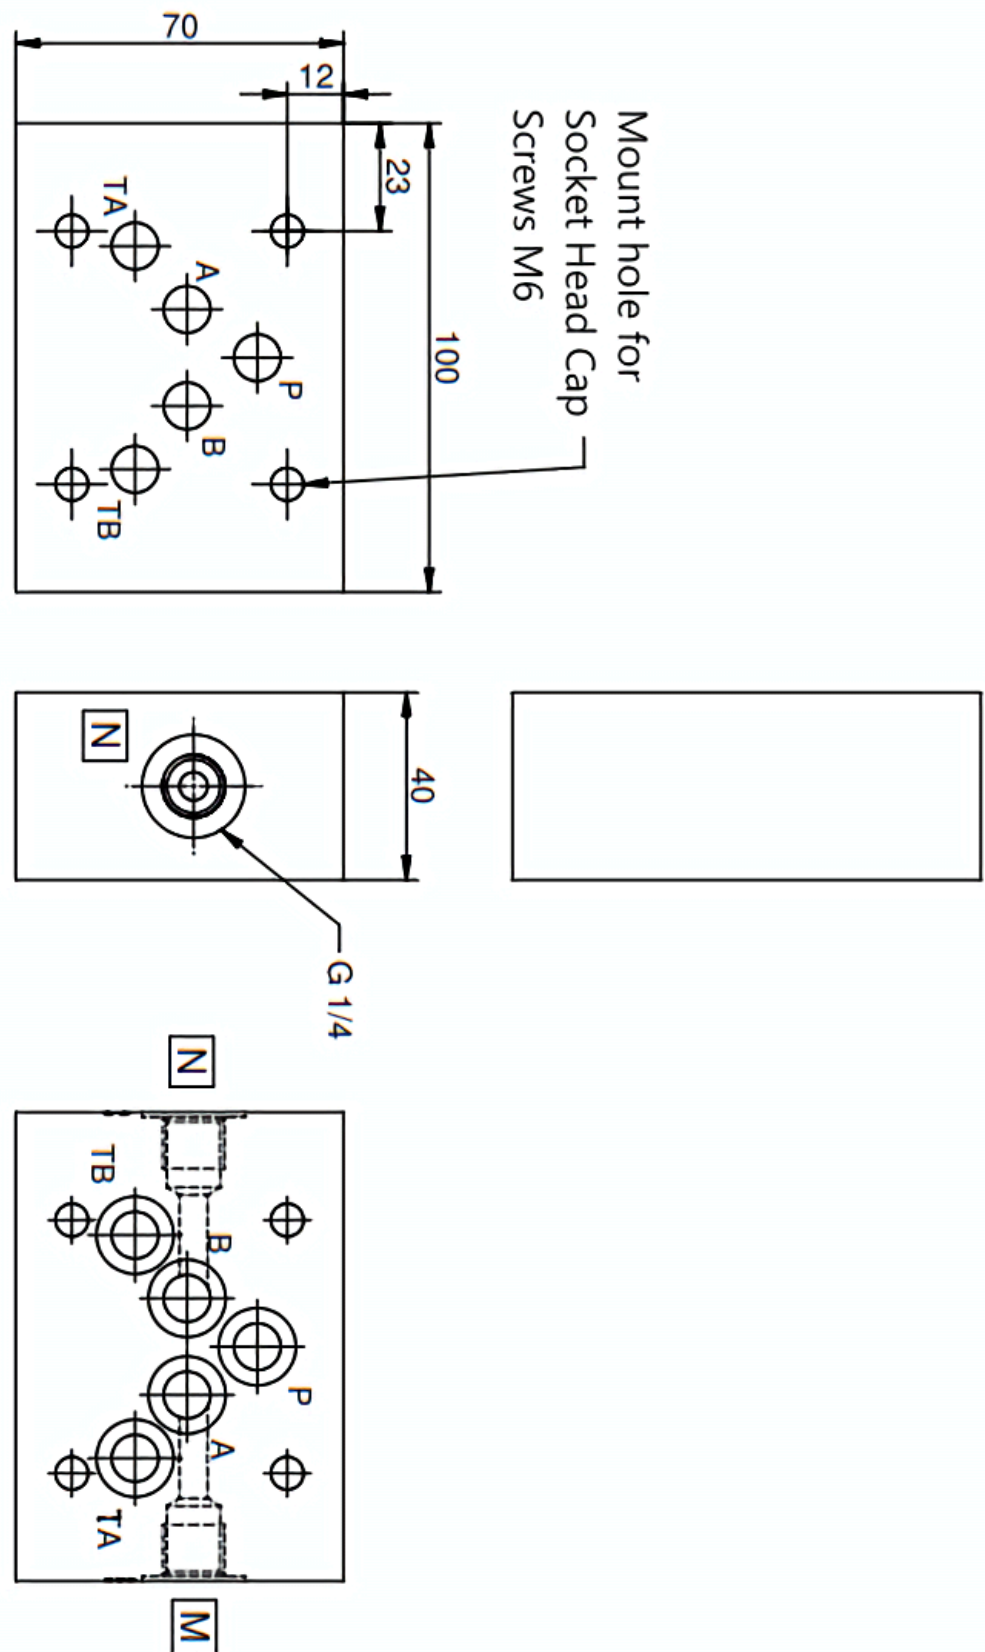 70
12
23
100
Mount hole for
Socket Head Cap
Screws M6
TA
A
P
B
TB
N
40
G 1/4
N
TB
B
P
A
TA
M